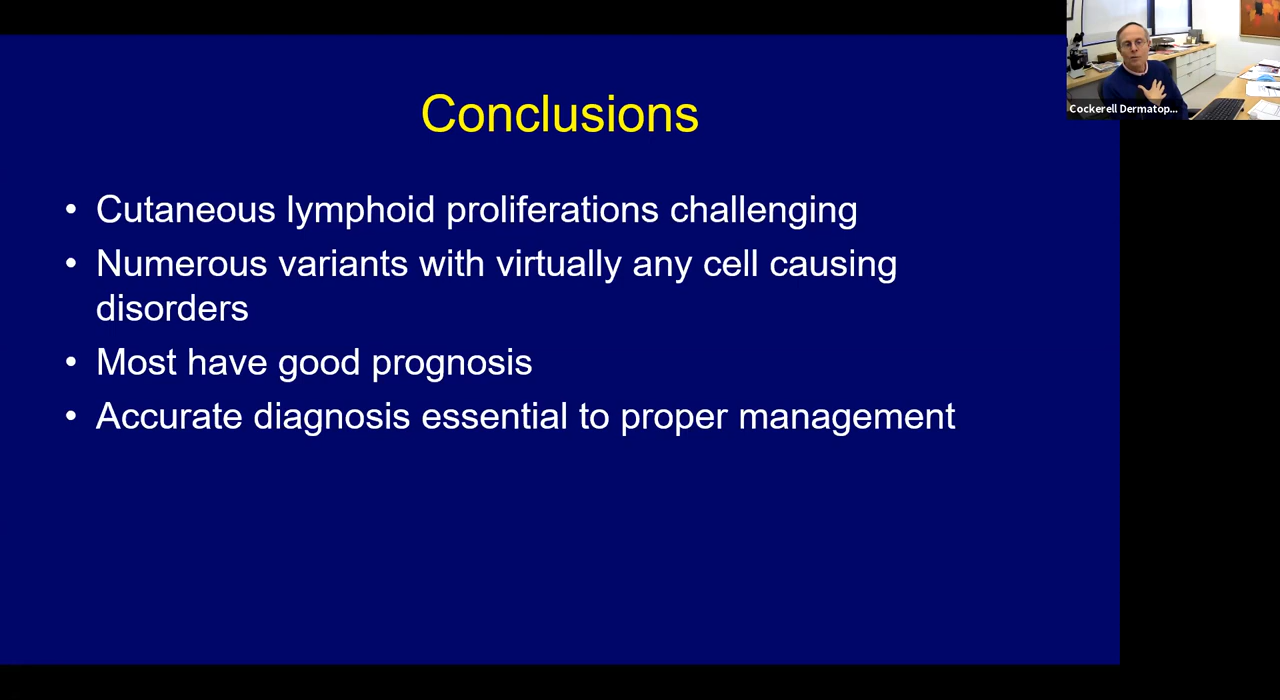 Conclusions
• Cutaneous lymphoid proliferations challenging
• Numerous variants with virtually any cell causing
disorders
• Most have good prognosis
• Accurate diagnosis essential to proper management
Cockerell Dermatop...